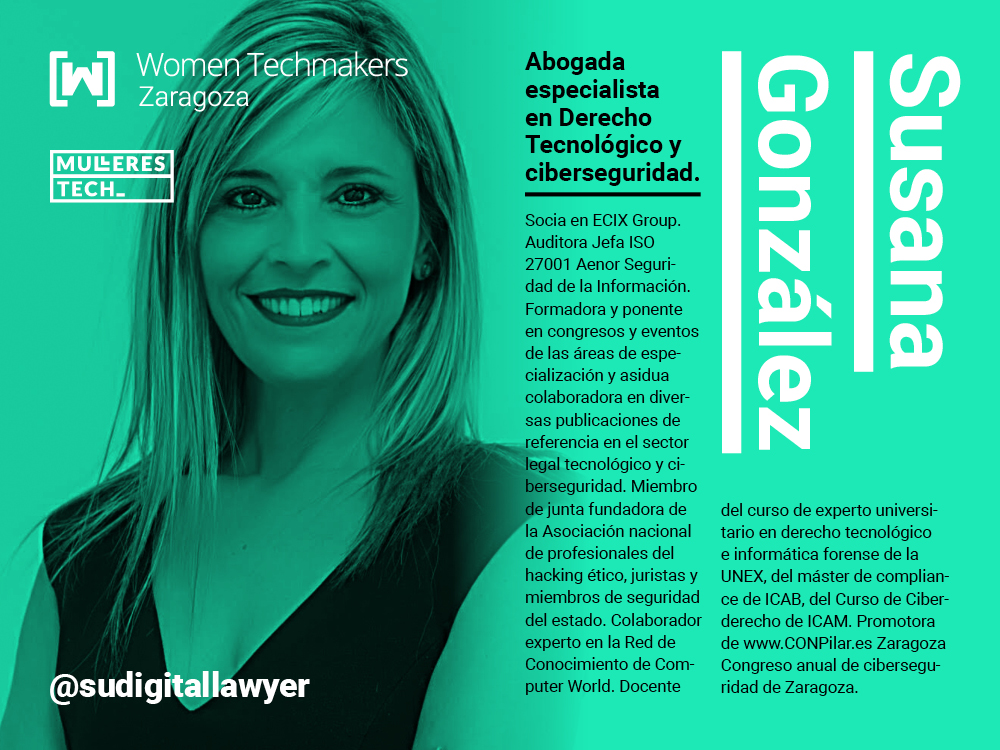 Women Techmakers
Zaragoza
MUJERES
TECH_
@sudigitallawyer
Susana
González
Abogada
especialista
en Derecho
Tecnológico y
ciberseguridad.
Socia en ECIX Group.
Auditora Jefa ISO
27001 Aenor Seguri-
dad de la Información.
Formadora y ponente
en congresos y eventos
de las áreas de espe-
cialización y asidua
colaboradora en diver-
sas publicaciones de
referencia en el sector
legal tecnológico y ci-
berseguridad. Miembro
de junta fundadora de
la Asociación nacional
de profesionales del
hacking ético, juristas y
miembros de seguridad
del estado. Colaborador
experto en la Red de
Conocimiento de Com-
puter World. Docente
del curso de experto universi-
tario en derecho tecnológico
e informática forense de la
UNEX, del máster de complian-
ce de ICAB, del Curso de Ciber-
derecho de ICAM. Promotora
de www.CONPilar.es Zaragoza
Congreso anual de cibersegu-
ridad de Zaragoza.